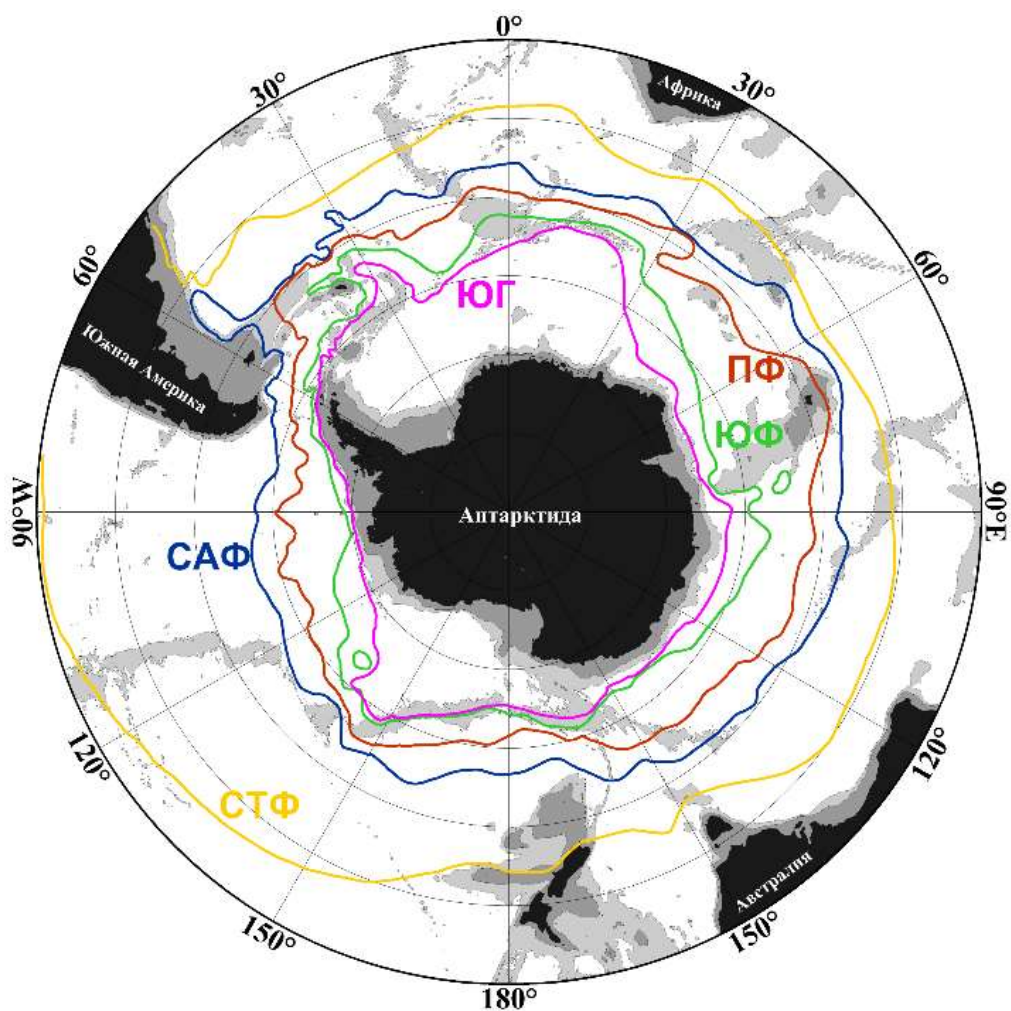 0°
30°
30°
Африка
60°
60°
ЮГ
Южная Америка
ПФ
ЮФ
90°W
Антарктида
90°E
САФ
120°
120°
СТФ
Австралия
150°
150°
180°